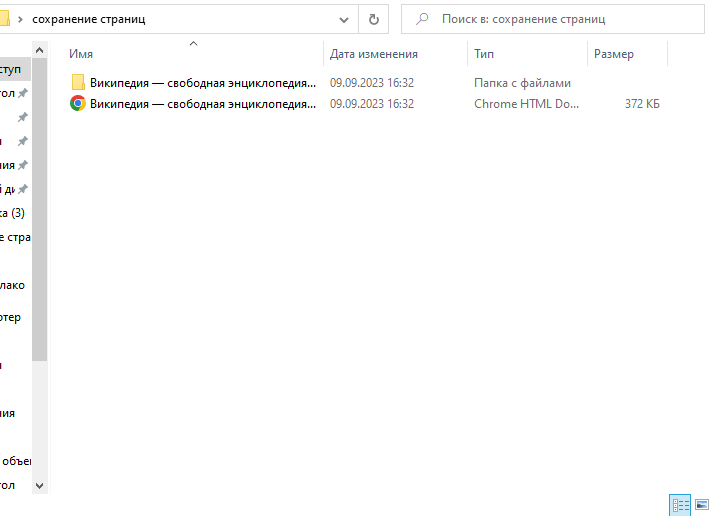 сохранение страниц
Поиск в: сохранение страниц
Имя
Дата изменения
Тип
Размер
Википедия — свободная энциклопедия...
09.09.2023 16:32
Папка с файлами
Википедия — свободная энциклопедия...
09.09.2023 16:32
Chrome HTML Do...
372 КБ
ступ
тол
ния
й ди
ка (3)
е стра
лако
ютер
ния
объе
тол